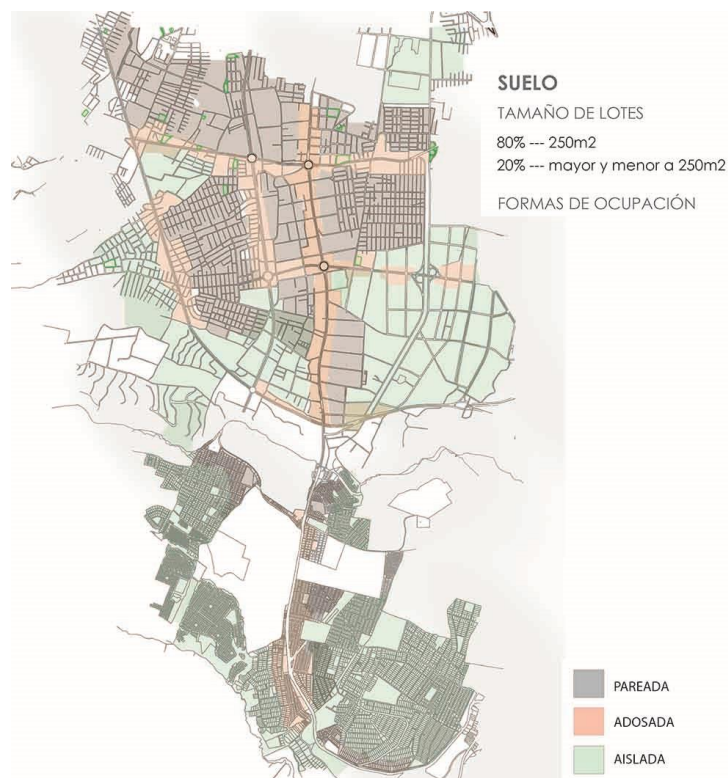 SUELO
TAMAÑO DE LOTES
80% --- 250m2
20% --- mayor y menor a 250m2
FORMAS DE OCUPACIÓN
PAREADA
ADOSADA
AISLADA